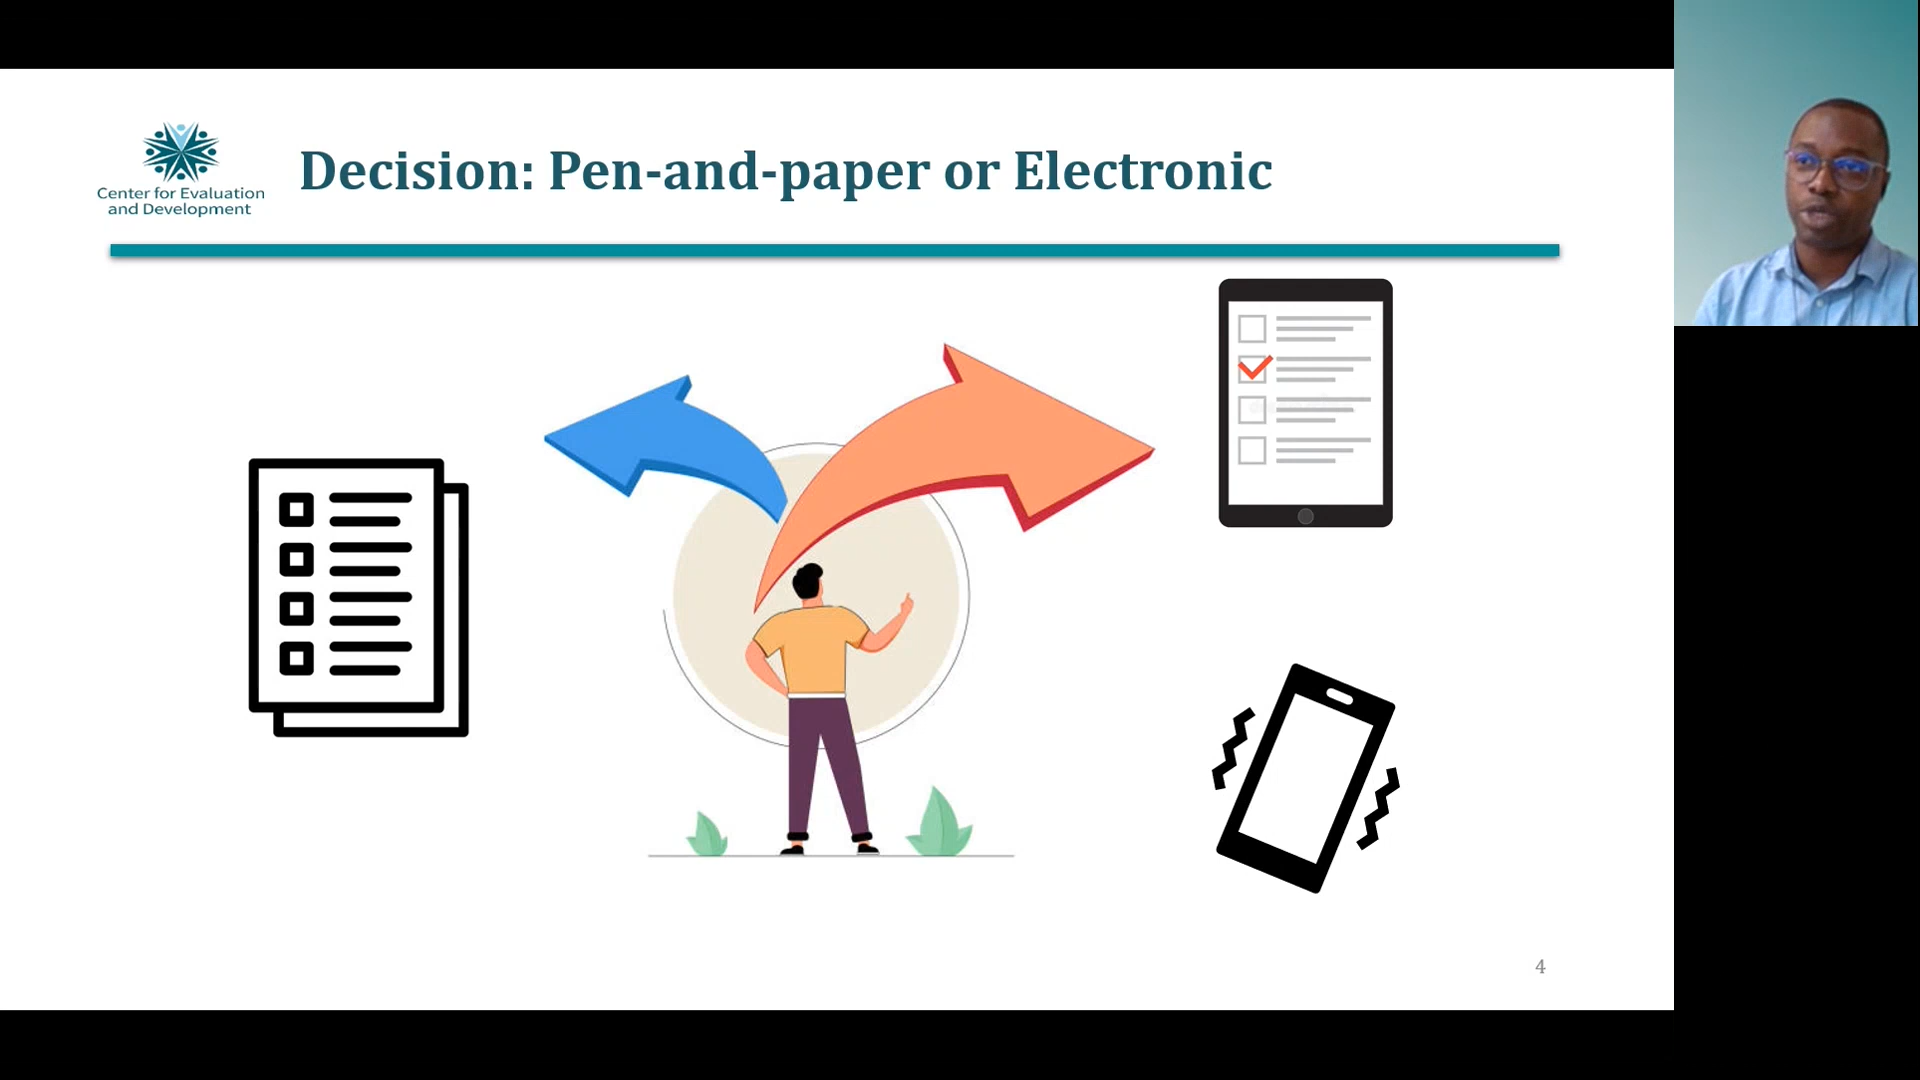 Center for Evaluation
and Development
Decision: Pen-and-paper or Electronic
4